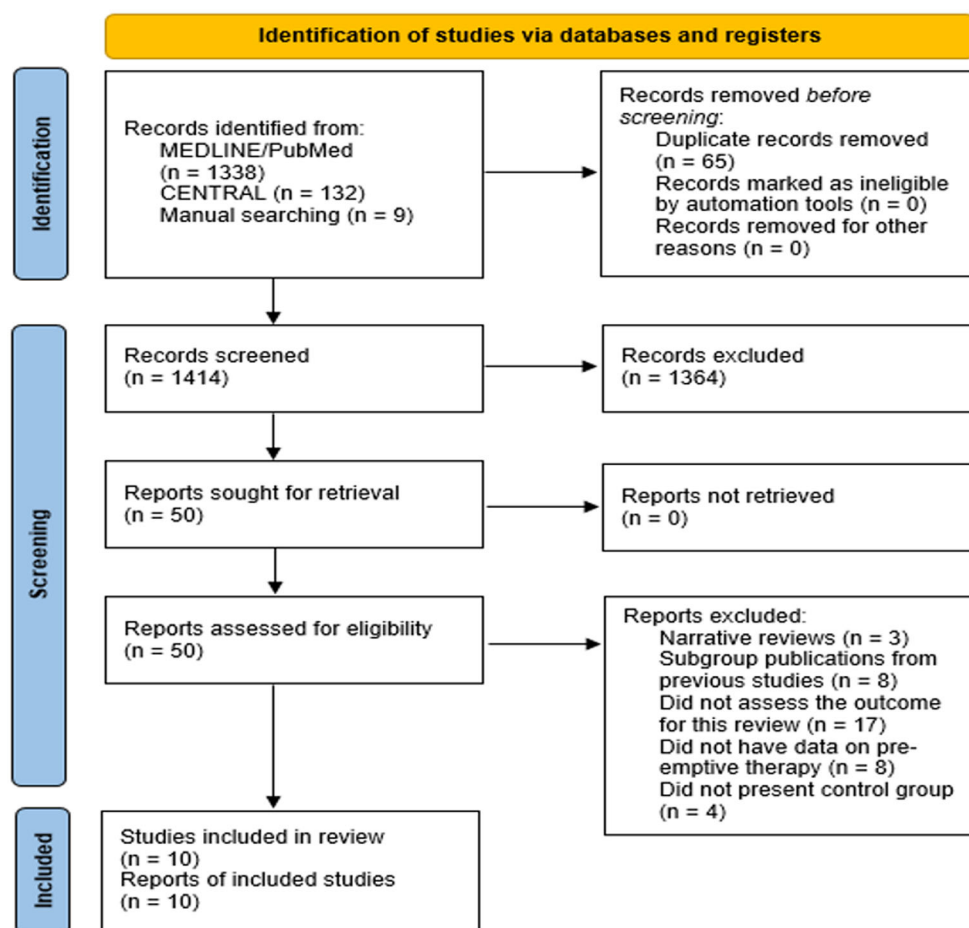 Identification of studies via databases and registers
Identification
Records identified from:
MEDLINE/PubMed
(n = 1338)
CENTRAL (n = 132)
Manual searching (n = 9)
Records removed before
screening:
Duplicate records removed
(n = 65)
Records marked as ineligible
by automation tools (n = 0)
Records removed for other
reasons (n = 0)
Screening
Records screened
(n = 1414)
Records excluded
(n = 1364)
Reports sought for retrieval
(n = 50)
Reports not retrieved
(n = 0)
Reports assessed for eligibility
(n = 50)
Reports excluded:
Narrative reviews (n = 3)
Subgroup publications from
previous studies (n = 8)
Did not assess the outcome
for this review (n = 17)
Did not have data on pre-
emptive therapy (n = 8)
Did not present control group
(n = 4)
Included
Studies included in review
(n = 10)
Reports of included studies
(n = 10)